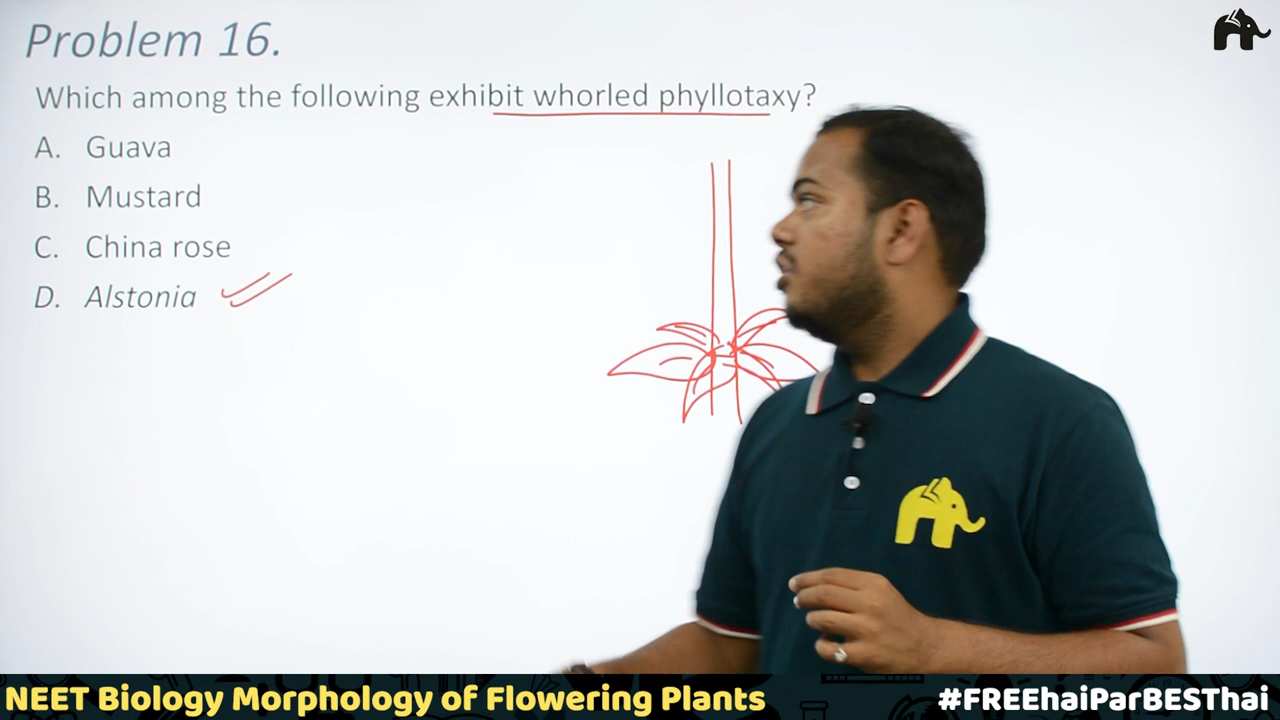 Problem 16.
Which among the following exhibit whorled phyllotaxy?
A. Guava
B. Mustard
C. China rose
D. Alstonia
NEET Biology Morphology of Flowering Plants
#FREEhaiParBESThai